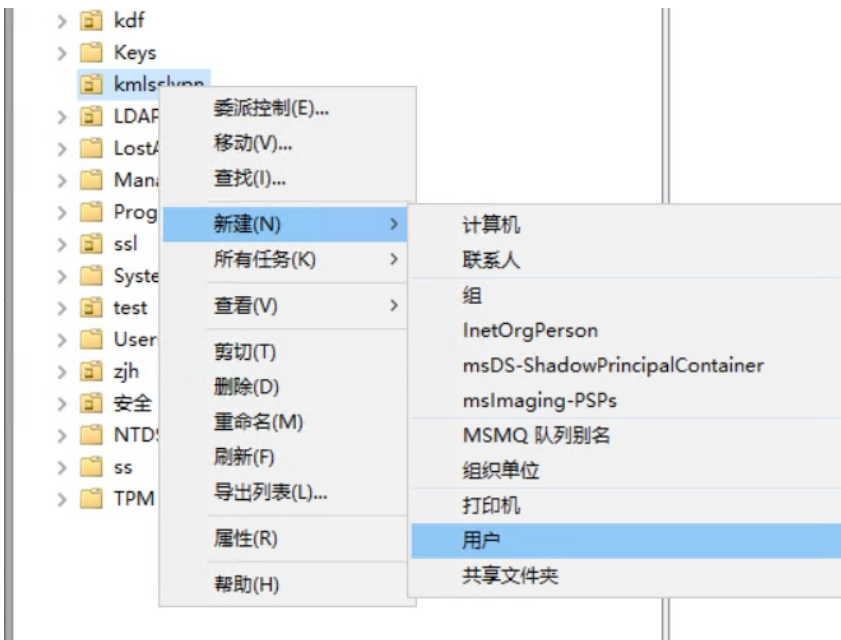 kdf
Keys
kmlsslvpn
LDAP
LostA
Mana
Prog
ssl
Syste
test
User
zjh
安全
NTDS
ss
TPM
委派控制(E)...
移动(V)...
查找(I)...
新建(N)
所有任务(K)
查看(V)
剪切(T)
删除(D)
重命名(M)
刷新(F)
导出列表(L)...
属性(R)
帮助(H)
计算机
联系人
组
InetOrgPerson
msDS-ShadowPrincipalContainer
msImaging-PSPs
MSMQ 队列别名
组织单位
打印机
用户
共享文件夹